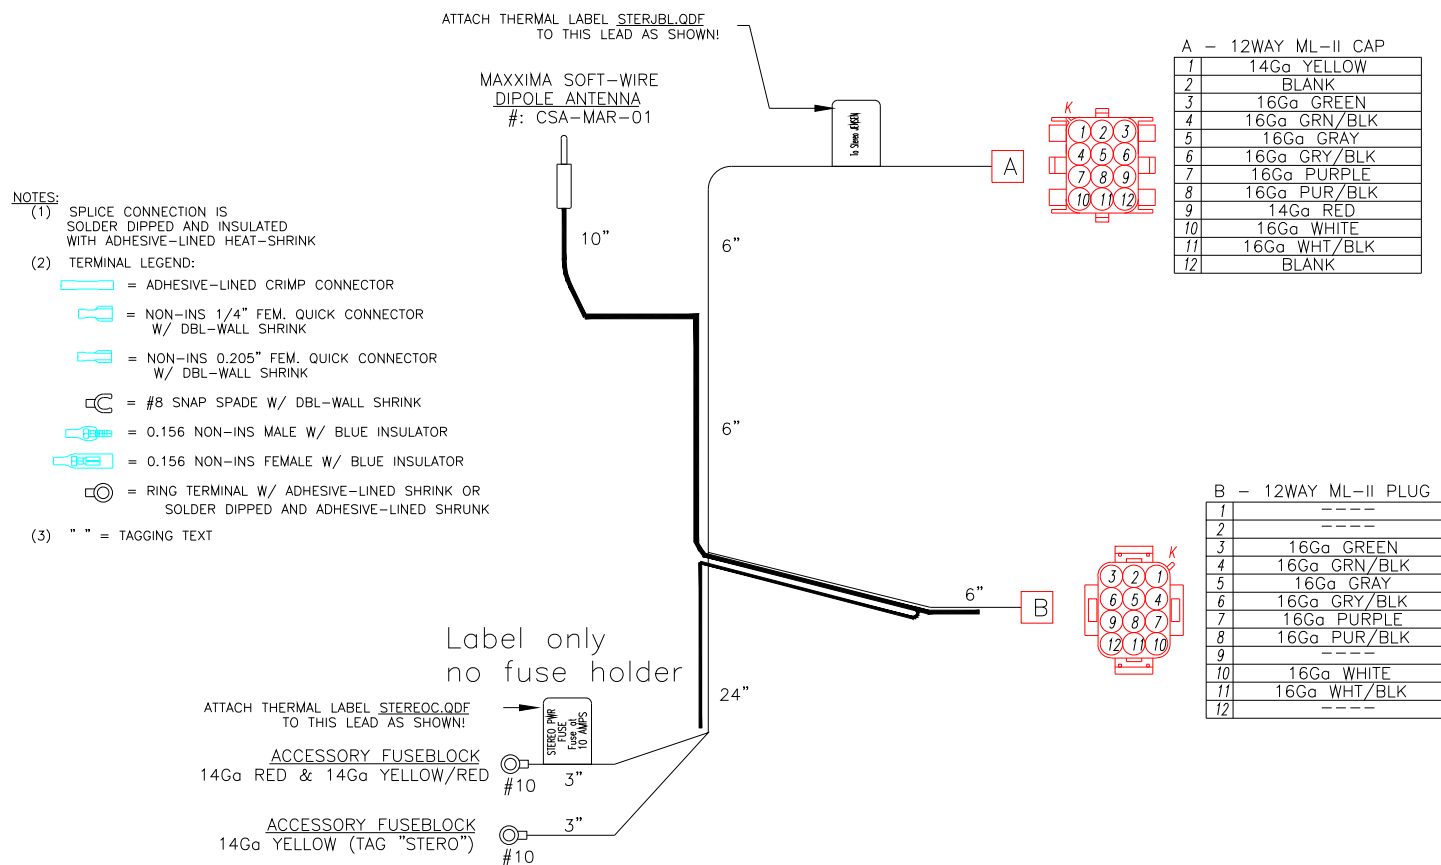 ATTACH THERMAL LABEL STERJBL.QDF
TO THIS LEAD AS SHOWN!
MAXXIMA SOFT-WIRE
DIPOLE ANTENNA
#: CSA-MAR-01
To Stereo JENSEN
A
10"
6"
6"
NOTES:
(1) SPLICE CONNECTION IS
SOLDER DIPPED AND INSULATED
WITH ADHESIVE-LINED HEAT-SHRINK
(2) TERMINAL LEGEND:
= ADHESIVE-LINED CRIMP CONNECTOR
= NON-INS 1/4" FEM. QUICK CONNECTOR
W/ DBL-WALL SHRINK
= NON-INS 0.205" FEM. QUICK CONNECTOR
W/ DBL-WALL SHRINK
= #8 SNAP SPADE W/ DBL-WALL SHRINK
= 0.156 NON-INS MALE W/ BLUE INSULATOR
= 0.156 NON-INS FEMALE W/ BLUE INSULATOR
= RING TERMINAL W/ ADHESIVE-LINED SHRINK OR
SOLDER DIPPED AND ADHESIVE-LINED SHRUNK
(3) " " = TAGGING TEXT
K
1 2 3
4 5 6
7 8 9
10 11 12
A - 12WAY ML-II CAP
1 14Ga YELLOW
2 BLANK
3 16Ga GREEN
4 16Ga GRN/BLK
5 16Ga GRAY
6 16Ga GRY/BLK
7 16Ga PURPLE
8 16Ga PUR/BLK
9 14Ga RED
10 16Ga WHITE
11 16Ga WHT/BLK
12 BLANK
6"
B
K
3 2 1
6 5 4
9 8 7
12 11 10
B - 12WAY ML-II PLUG
1 ----
2 ----
3 16Ga GREEN
4 16Ga GRN/BLK
5 16Ga GRAY
6 16Ga GRY/BLK
7 16Ga PURPLE
8 16Ga PUR/BLK
9 ----
10 16Ga WHITE
11 16Ga WHT/BLK
12 ----
Label only
no fuse holder
24"
ATTACH THERMAL LABEL STEREOC.QDF
TO THIS LEAD AS SHOWN!
STEREO PWR
FUSE
Fuse at
10 AMPS
ACCESSORY FUSEBLOCK
14Ga RED & 14Ga YELLOW/RED
#10
3"
ACCESSORY FUSEBLOCK
14Ga YELLOW (TAG "STERO")
#10
3"